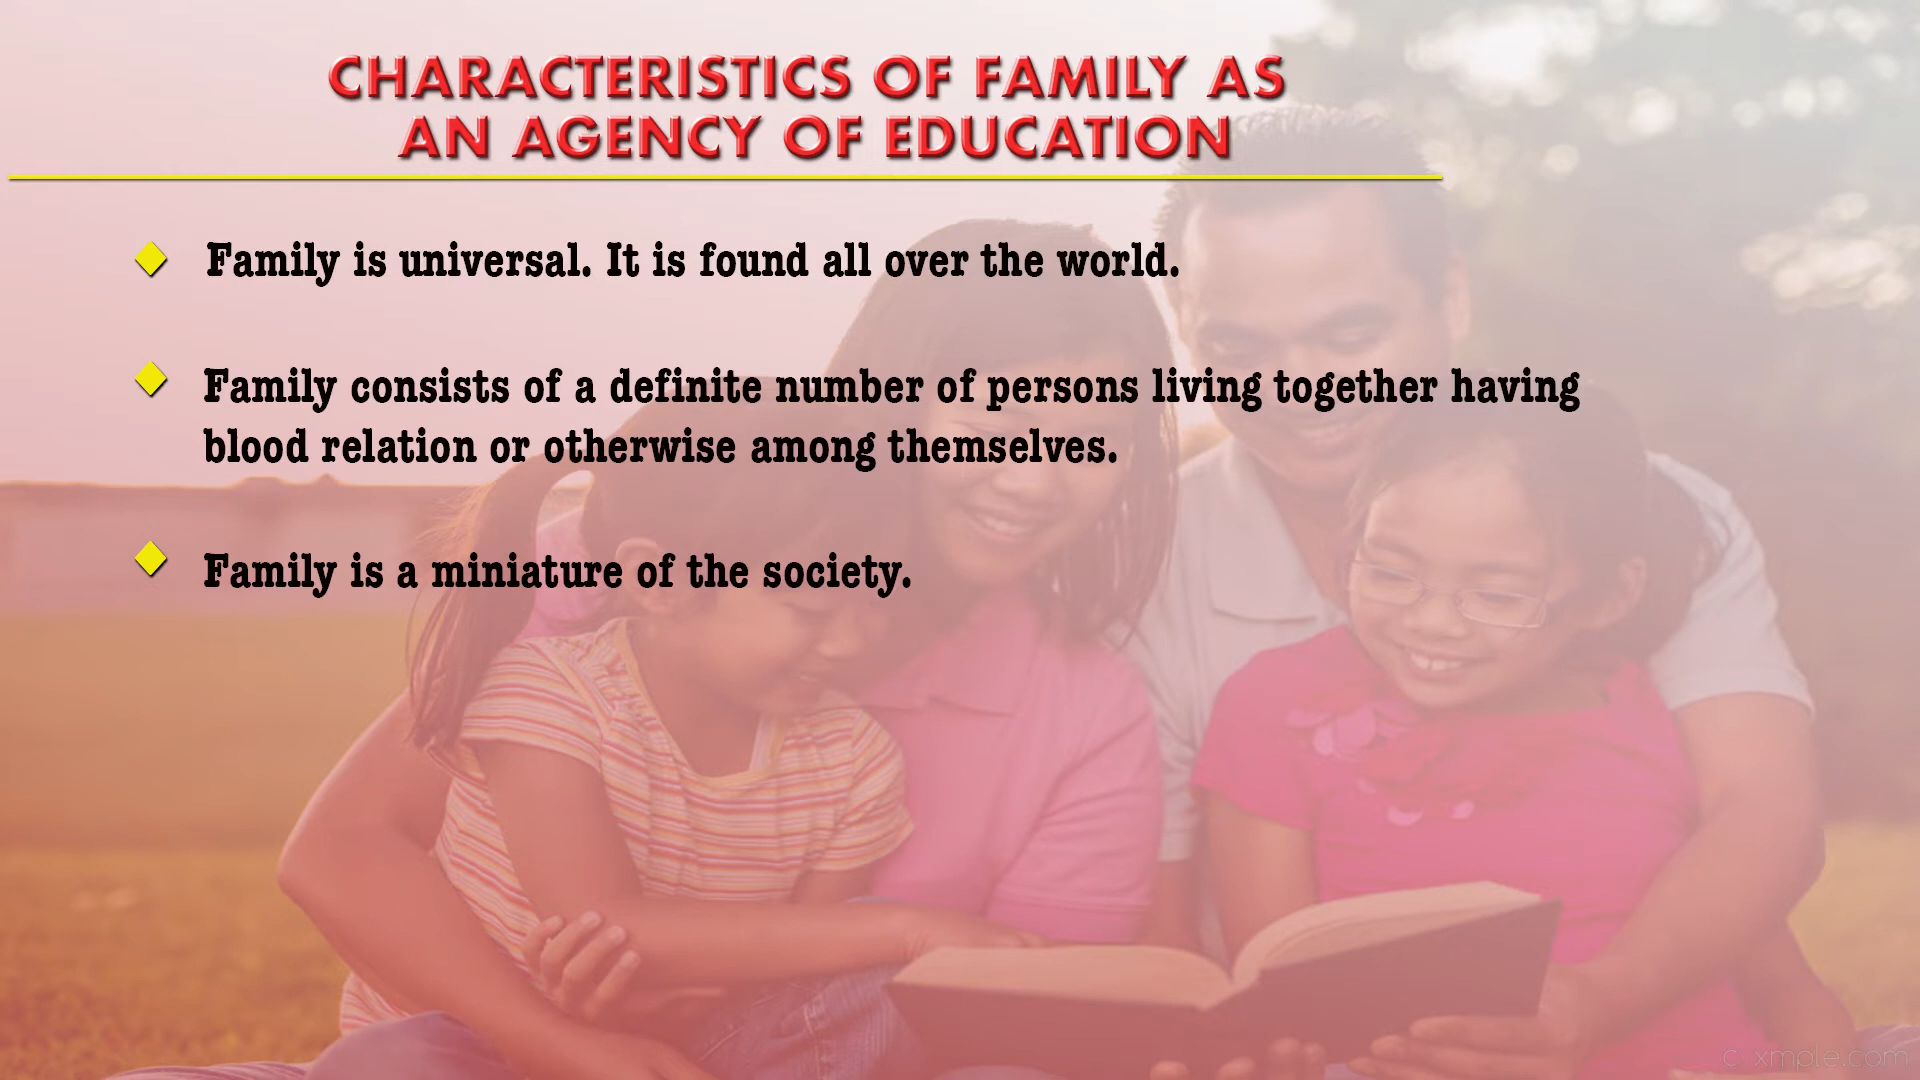 CHARACTERISTICS OF FAMILY AS
AN AGENCY OF EDUCATION
Family is universal. It is found all over the world.
Family consists of a definite number of persons living together having
blood relation or otherwise among themselves.
Family is a miniature of the society.